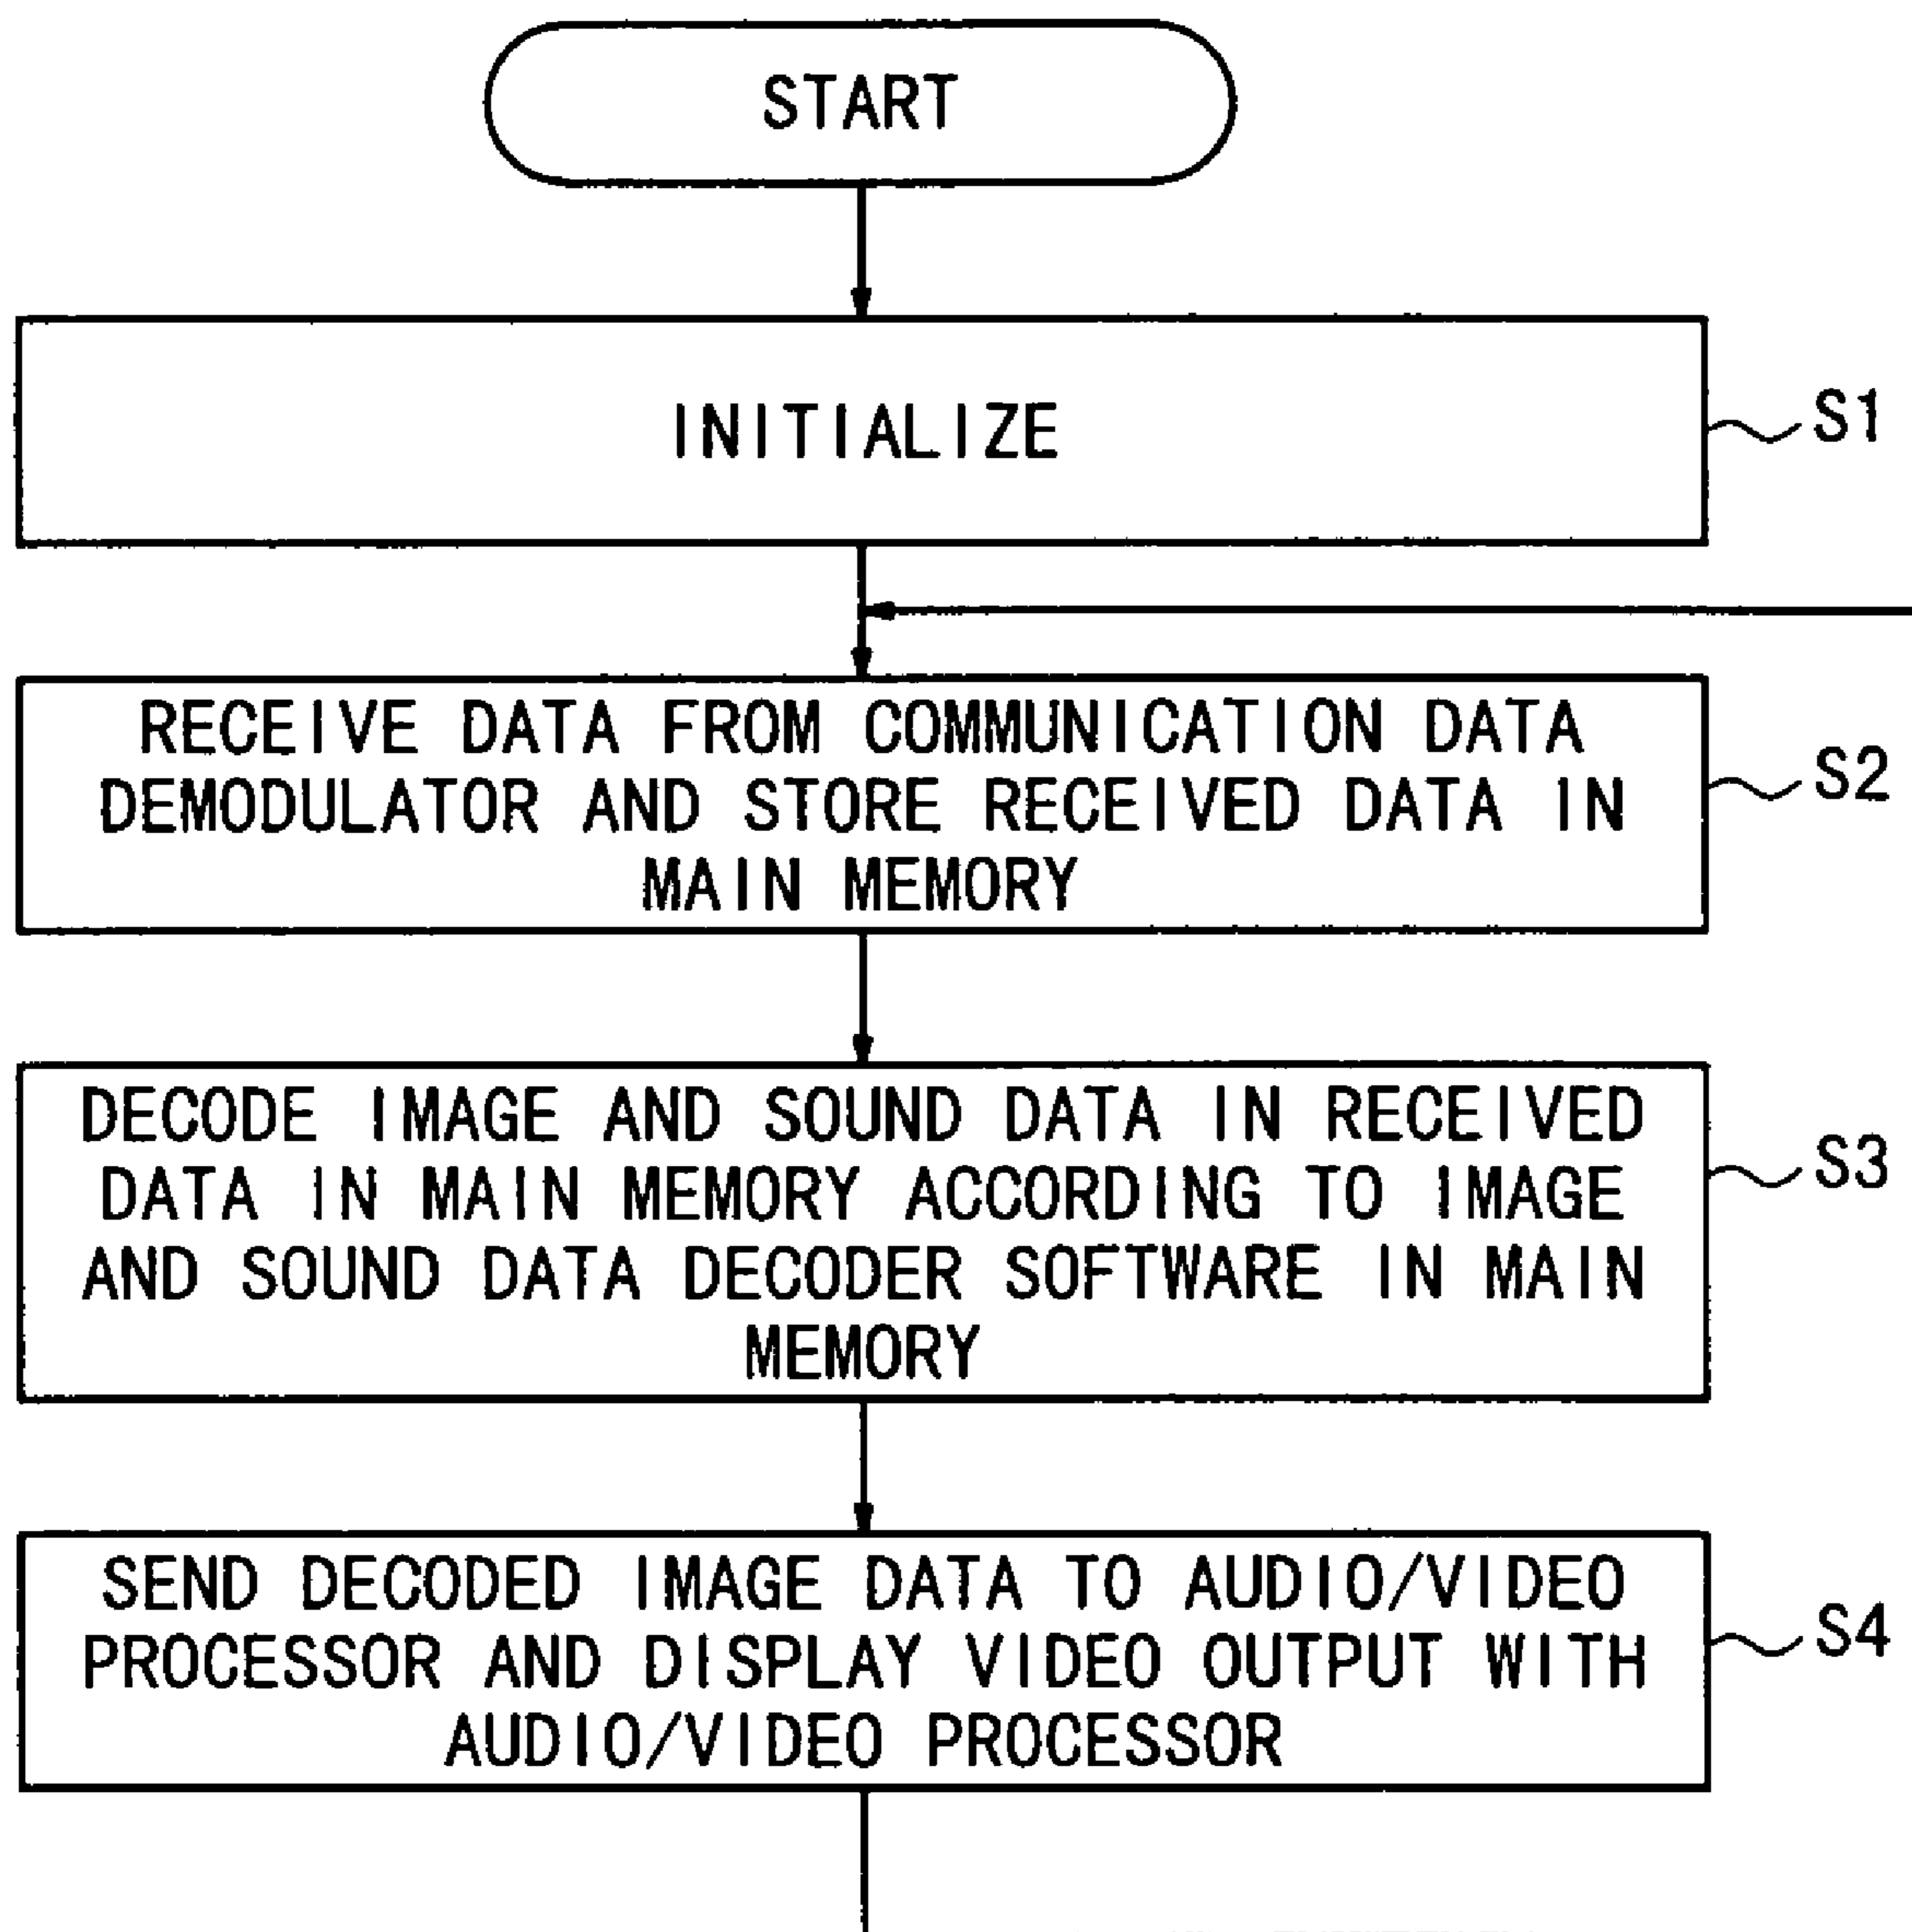 START
INITIALIZE
S1
RECEIVE DATA FROM COMMUNICATION DATA
DEMODULATOR AND STORE RECEIVED DATA IN
MAIN MEMORY
S2
DECODE IMAGE AND SOUND DATA IN RECEIVED
DATA IN MAIN MEMORY ACCORDING TO IMAGE
AND SOUND DATA DECODER SOFTWARE IN MAIN
MEMORY
S3
SEND DECODED IMAGE DATA TO AUDIO/VIDEO
PROCESSOR AND DISPLAY VIDEO OUTPUT WITH
AUDIO/VIDEO PROCESSOR
S4